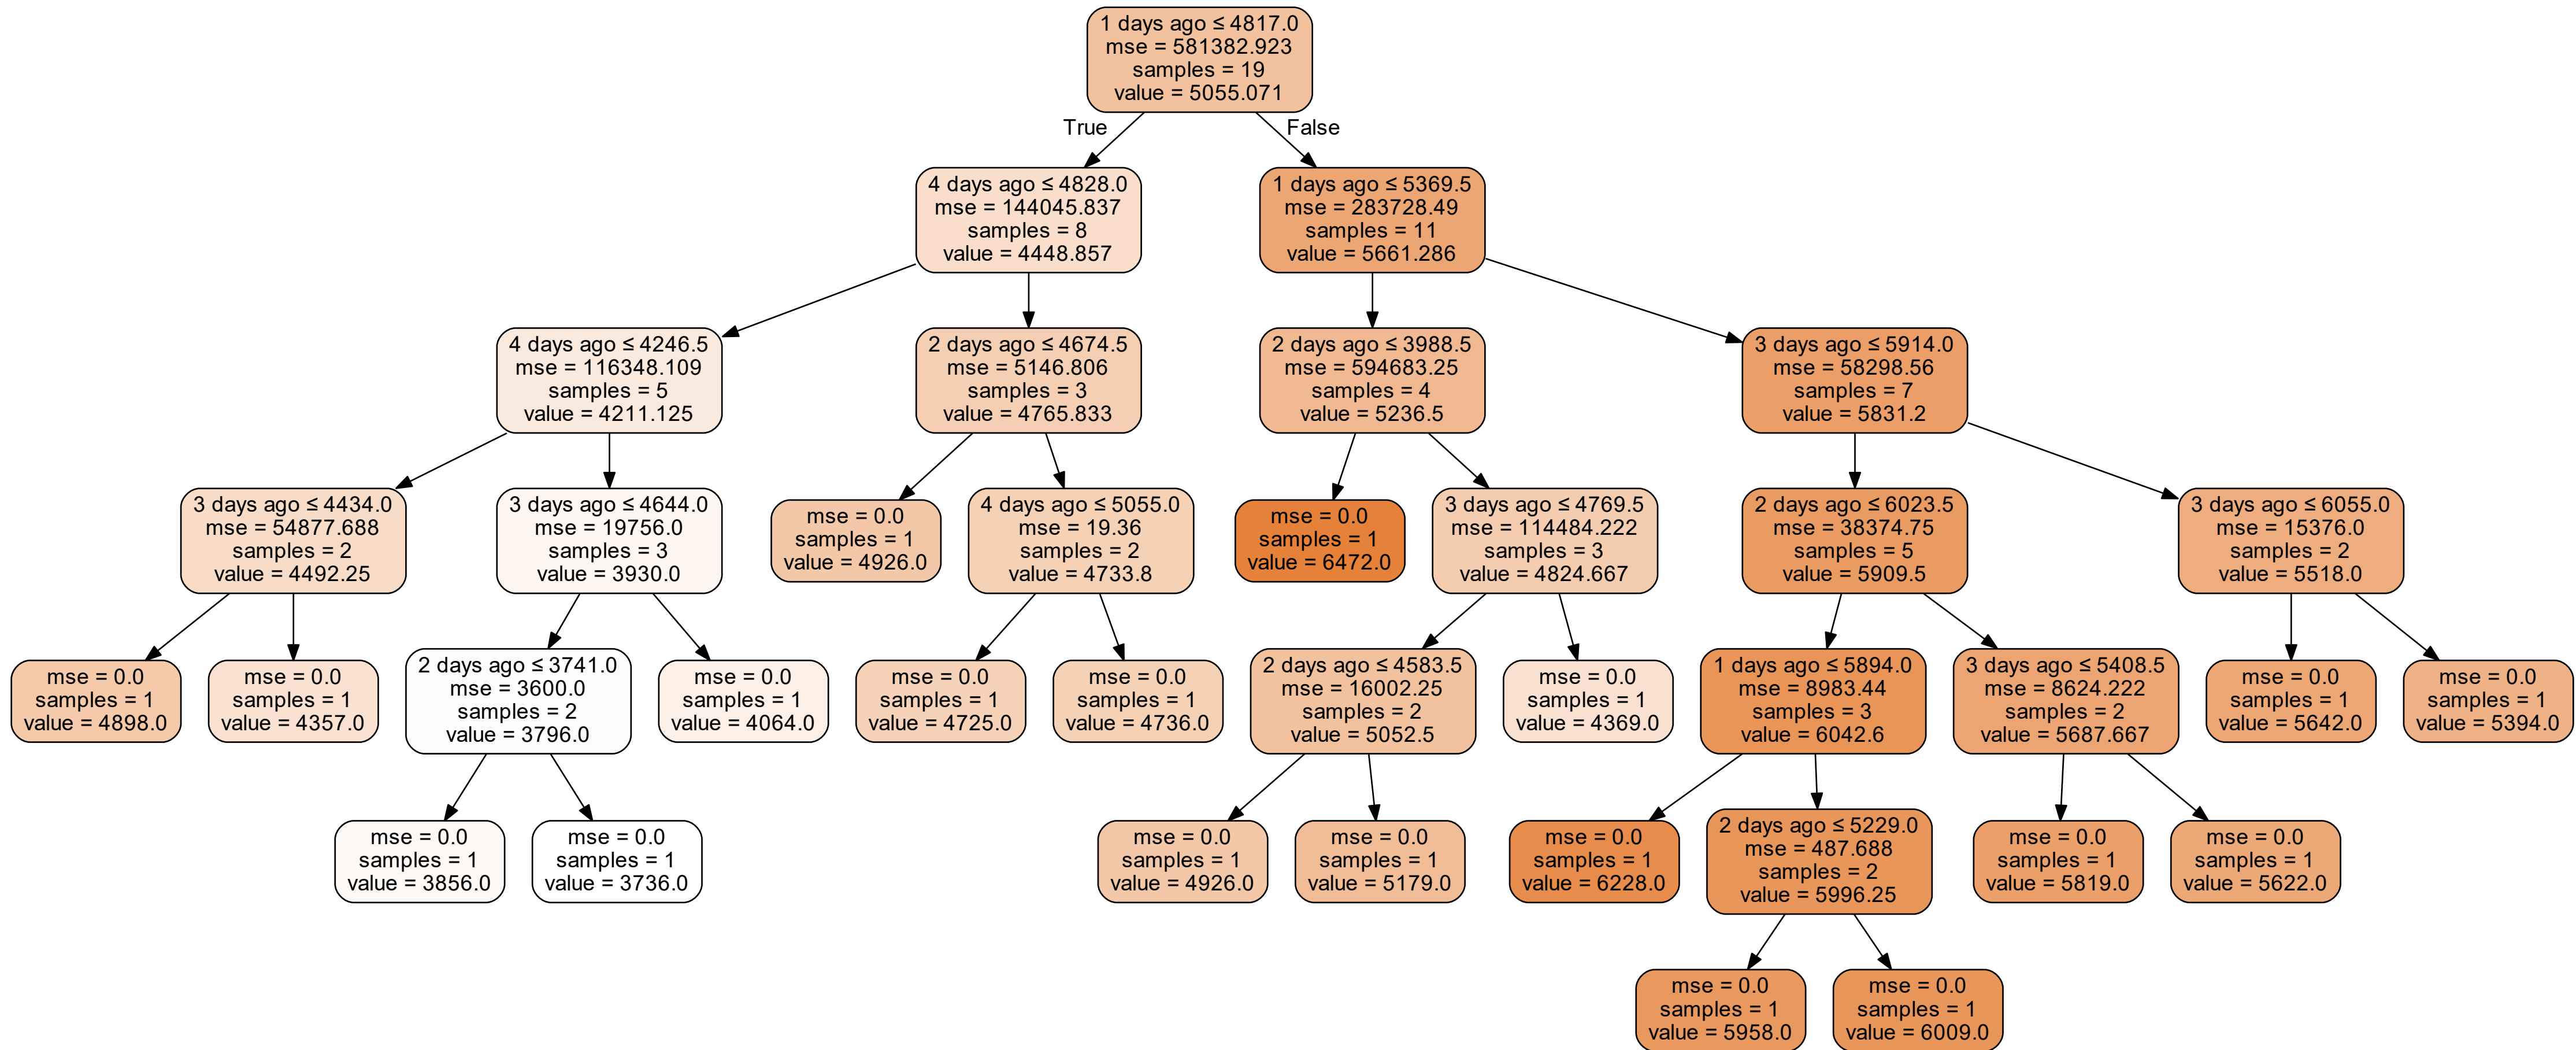 1 days ago ≤ 4817.0
mse = 581382.923
samples = 19
value = 5055.071
True
False
4 days ago ≤ 4828.0
mse = 144045.837
samples = 8
value = 4448.857
1 days ago ≤ 5369.5
mse = 283728.49
samples = 11
value = 5661.286
4 days ago ≤ 4246.5
mse = 116348.109
samples = 5
value = 4211.125
2 days ago ≤ 4674.5
mse = 5146.806
samples = 3
value = 4765.833
2 days ago ≤ 3988.5
mse = 594683.25
samples = 4
value = 5236.5
3 days ago ≤ 5914.0
mse = 58298.56
samples = 7
value = 5831.2
3 days ago ≤ 4434.0
mse = 54877.688
samples = 2
value = 4492.25
3 days ago ≤ 4644.0
mse = 19756.0
samples = 3
value = 3930.0
mse = 0.0
samples = 1
value = 4926.0
4 days ago ≤ 5055.0
mse = 19.36
samples = 2
value = 4733.8
mse = 0.0
samples = 1
value = 6472.0
3 days ago ≤ 4769.5
mse = 114484.222
samples = 3
value = 4824.667
2 days ago ≤ 6023.5
mse = 38374.75
samples = 5
value = 5909.5
3 days ago ≤ 6055.0
mse = 15376.0
samples = 2
value = 5518.0
mse = 0.0
samples = 1
value = 4898.0
mse = 0.0
samples = 1
value = 4357.0
2 days ago ≤ 3741.0
mse = 3600.0
samples = 2
value = 3796.0
mse = 0.0
samples = 1
value = 4064.0
mse = 0.0
samples = 1
value = 4725.0
mse = 0.0
samples = 1
value = 4736.0
2 days ago ≤ 4583.5
mse = 16002.25
samples = 2
value = 5052.5
mse = 0.0
samples = 1
value = 4369.0
1 days ago ≤ 5894.0
mse = 8983.44
samples = 3
value = 6042.6
3 days ago ≤ 5408.5
mse = 8624.222
samples = 2
value = 5687.667
mse = 0.0
samples = 1
value = 5642.0
mse = 0.0
samples = 1
value = 5394.0
mse = 0.0
samples = 1
value = 3856.0
mse = 0.0
samples = 1
value = 3736.0
mse = 0.0
samples = 1
value = 4926.0
mse = 0.0
samples = 1
value = 5179.0
mse = 0.0
samples = 1
value = 6228.0
2 days ago ≤ 5229.0
mse = 487.688
samples = 2
value = 5996.25
mse = 0.0
samples = 1
value = 5819.0
mse = 0.0
samples = 1
value = 5622.0
mse = 0.0
samples = 1
value = 5958.0
mse = 0.0
samples = 1
value = 6009.0